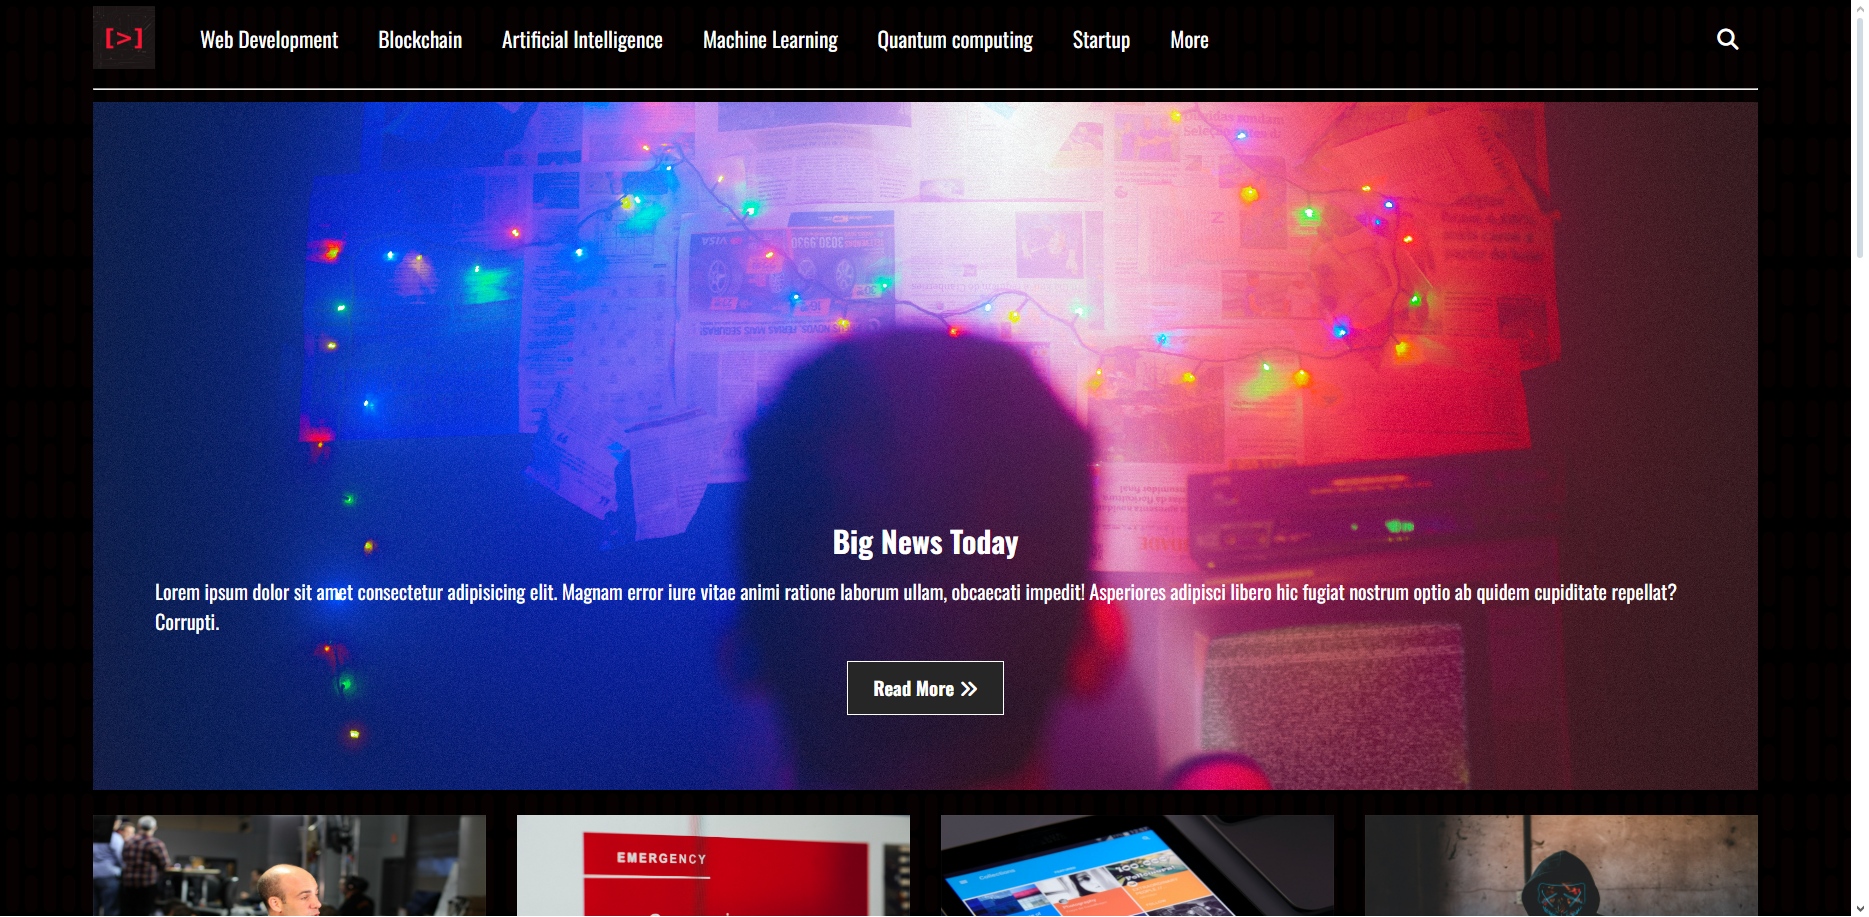 [>]
Web Development
Blockchain
Artificial Intelligence
Machine Learning
Quantum computing
Startup
More
Big News Today
Lorem ipsum dolor sit amet consectetur adipisicing elit. Magnam error iure vitae animi ratione laborum ullam, obcaecati impedit! Asperiores adipisci libero hic fugiat nostrum optio ab quidem cupiditate repellat?
Corrupti.
Read More
EMERGENCY
Collections